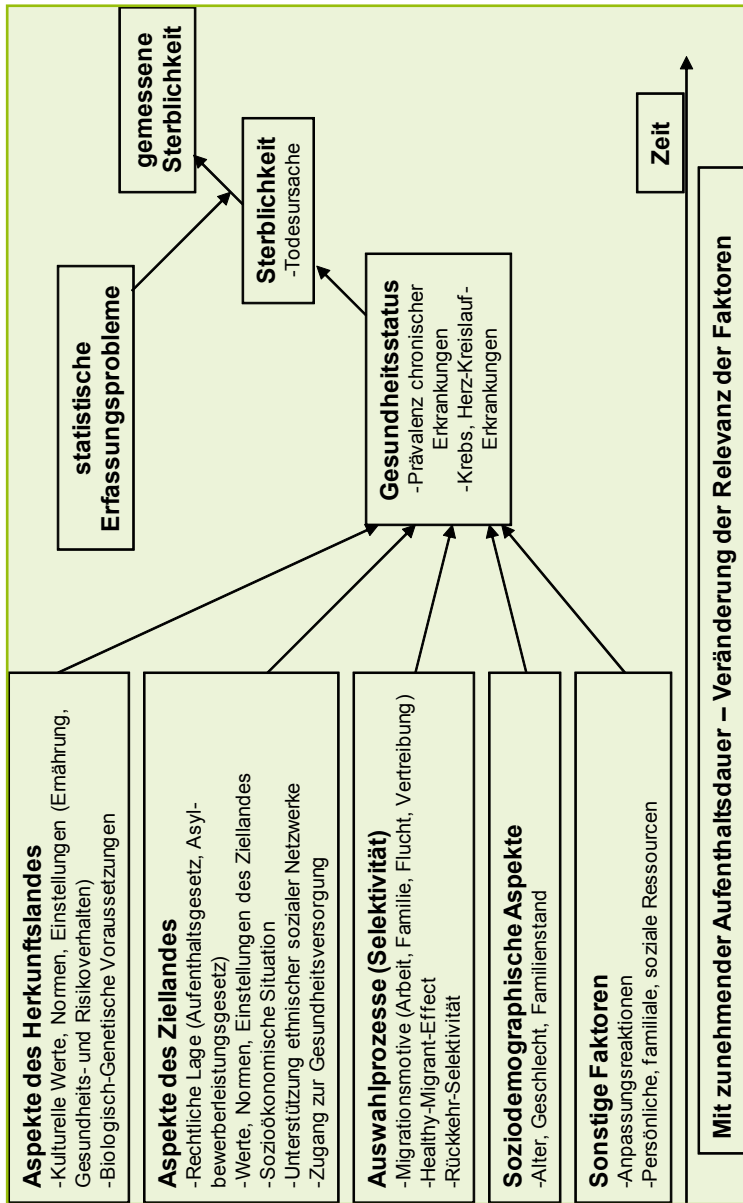 Aspekte des Herkunftslandes
-Kulturelle Werte, Normen, Einstellungen (Ernährung,
Gesundheits- und Risikoverhalten)
-Biologisch-Genetische Voraussetzungen
Aspekte des Ziellandes
-Rechtliche Lage (Aufenthaltsgesetz, Asyl-
bewerberleistungsgesetz)
-Werte, Normen, Einstellungen des Ziellandes
-Sozioökonomische Situation
-Unterstützung ethnischer sozialer Netzwerke
-Zugang zur Gesundheitsversorgung
Auswahlprozesse (Selektivität)
-Migrationsmotive (Arbeit, Familie, Flucht, Vertreibung)
-Healthy-Migrant-Effect
-Rückkehr-Selektivität
Soziodemographische Aspekte
-Alter, Geschlecht, Familienstand
Sonstige Faktoren
-Anpassungsreaktionen
-Persönliche, familiale, soziale Ressourcen
statistische
Erfassungsprobleme
Gesundheitsstatus
-Prävalenz chronischer
Erkrankungen
-Krebs, Herz-Kreislauf-
Erkrankungen
Sterblichkeit
-Todesursache
gemessene
Sterblichkeit
Zeit
Mit zunehmender Aufenthaltsdauer – Veränderung der Relevanz der Faktoren